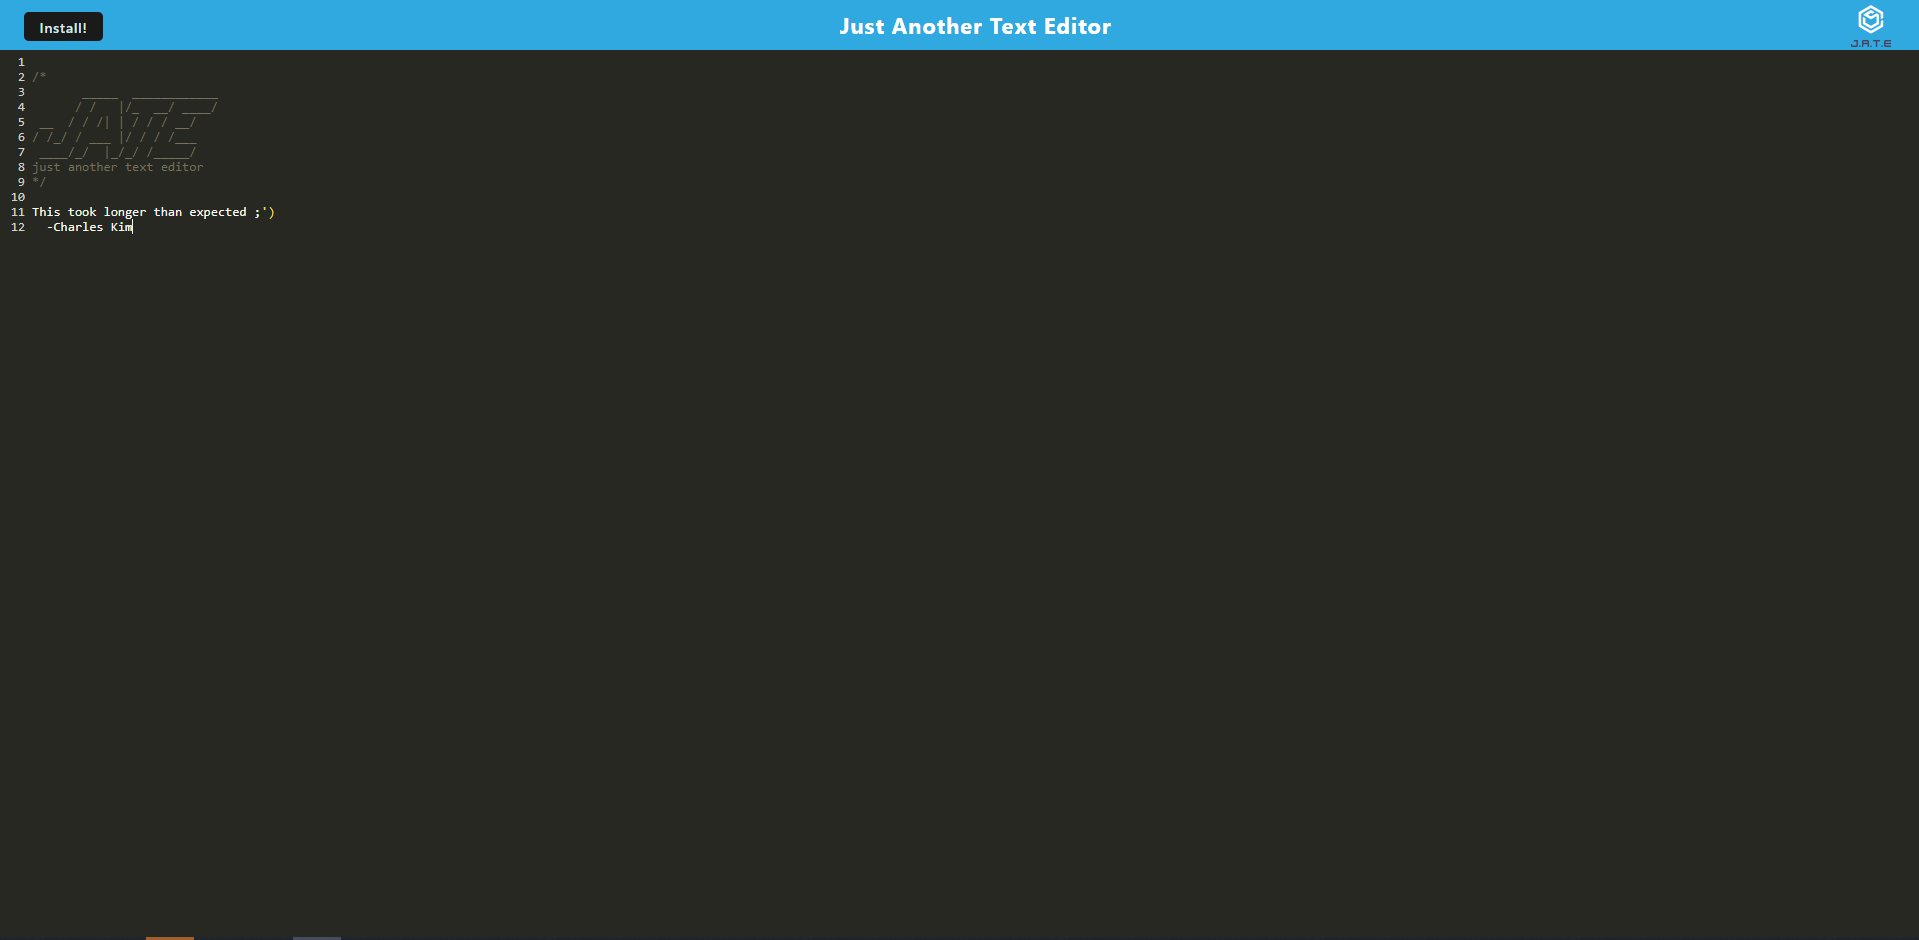 Install!
Just Another Text Editor
J.A.T.E
1
2 /*
3        _____  ____________
4       / /   |/_  __/ ____/
5  __  / / /| | / / / __/
6 / /_/ / ___ |/ / / /___
7  ____/_/  |_/_/ /_____/
8 just another text editor
9 */
10
11 This took longer than expected ;')
12   -Charles Kim